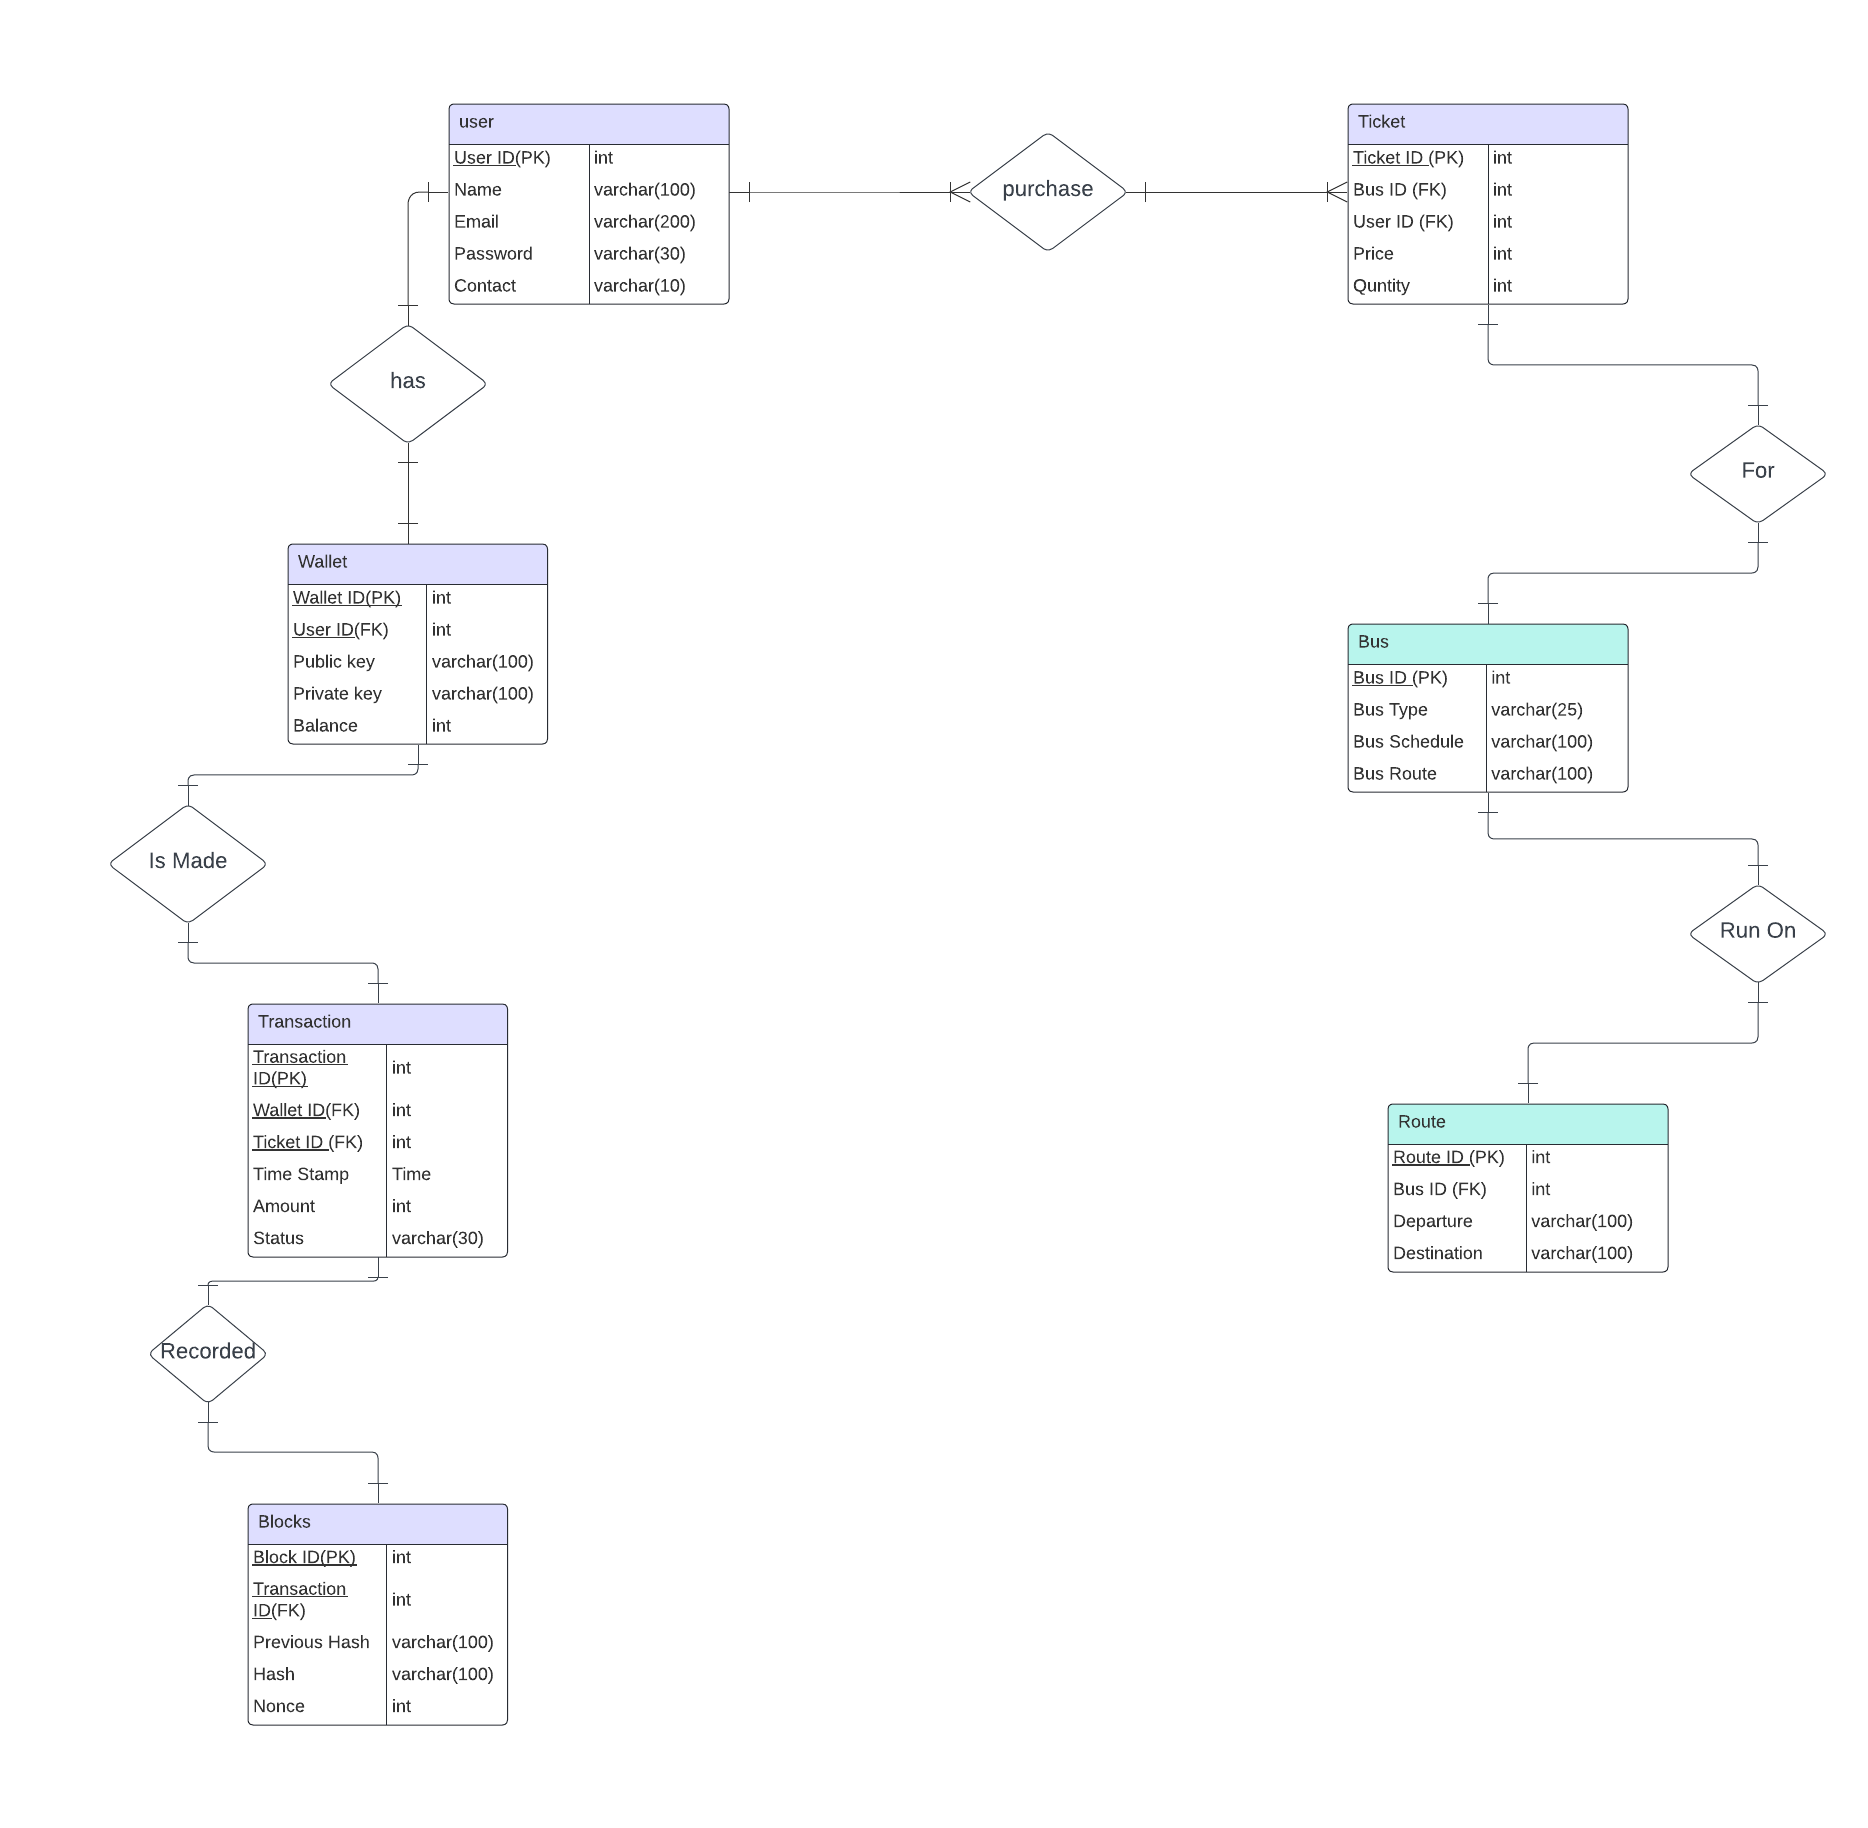 user
User ID(PK) int
Name varchar(100)
Email varchar(200)
Password varchar(30)
Contact varchar(10)
purchase
Ticket
Ticket ID (PK) int
Bus ID (FK) int
User ID (FK) int
Price int
Quntity int
has
For
Wallet
Wallet ID(PK) int
User ID(FK) int
Public key varchar(100)
Private key varchar(100)
Balance int
Bus
Bus ID (PK) int
Bus Type varchar(25)
Bus Schedule varchar(100)
Bus Route varchar(100)
Is Made
Run On
Transaction
Transaction
ID(PK) int
Wallet ID(FK) int
Ticket ID (FK) int
Time Stamp Time
Amount int
Status varchar(30)
Route
Route ID (PK) int
Bus ID (FK) int
Departure varchar(100)
Destination varchar(100)
Recorded
Blocks
Block ID(PK) int
Transaction
ID(FK) int
Previous Hash varchar(100)
Hash varchar(100)
Nonce int